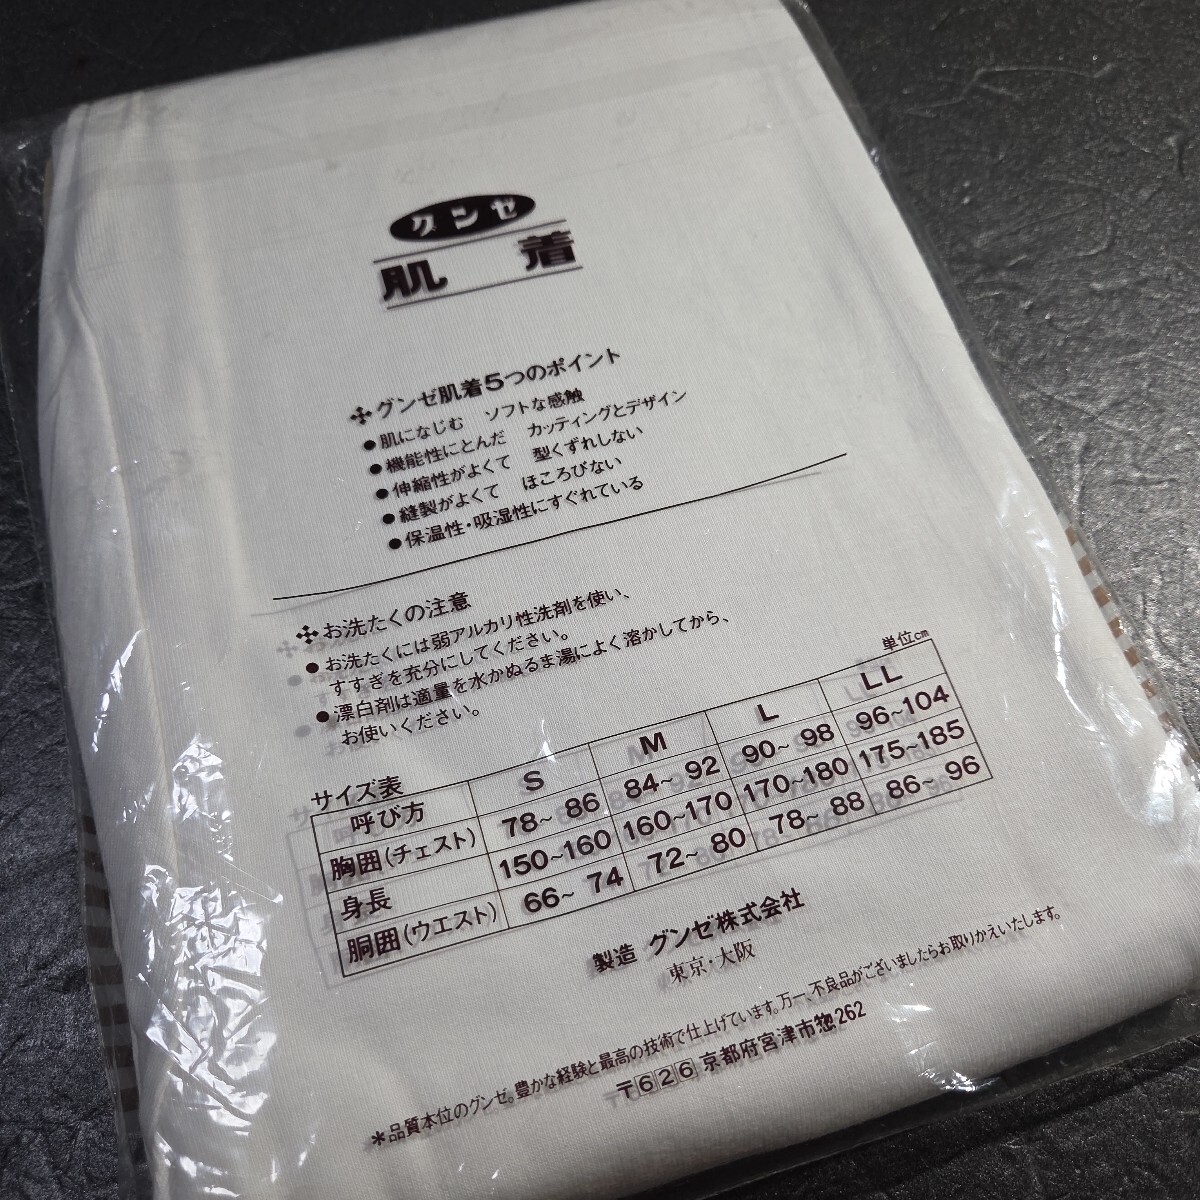 グンゼ
肌着
グンゼ肌着5つのポイント
●肌になじむ ソフトな感触
●機能性にとんだ カッティングとデザイン
●伸縮性がよくて 型くずれしない
●縫製がよくて ほころびない
●保温性・吸湿性にすぐれている
お洗たくの注意
●お洗たくには弱アルカリ性洗剤を使い、
すすぎを充分にしてください。
●漂白剤は適量を水かぬるま湯によく溶かしてから、
お使いください。
サイズ表 単位cm
呼び方 S M L LL
胸囲(チェスト) 78~86 84~92 90~98 96~104
身長 150~160 160~170 170~180 175~185
胴囲(ウエスト) 66~74 72~80 78~88 86~96
製造 グンゼ株式会社
東京・大阪
*品質本位のグンゼ。豊かな経験と最高の技術で仕上げています。万一、不良品がございましたらお取りかえいたします。
〒626 京都府宮津市惣262